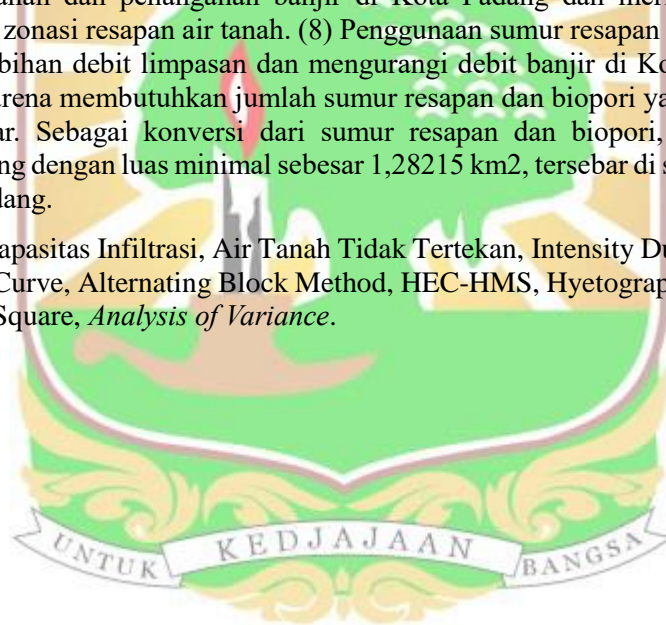 anan dan penanganan banjir di Kota Padang dan meri
zonasi resapan air tanah. (8) Penggunaan sumur resapan
bihan debit limpasan dan mengurangi debit banjir di Ko
arena membutuhkan jumlah sumur resapan dan biopori ya
ar. Sebagai konversi dari sumur resapan dan biopori,
ng dengan luas minimal sebesar 1,28215 km2, tersebar di s
dang.
apasitas Infiltrasi, Air Tanah Tidak Tertekan, Intensity Du
Curve, Alternating Block Method, HEC-HMS, Hyetograp
Square, Analysis of Variance.
UNTUK KEDJAJAAN BANGSA